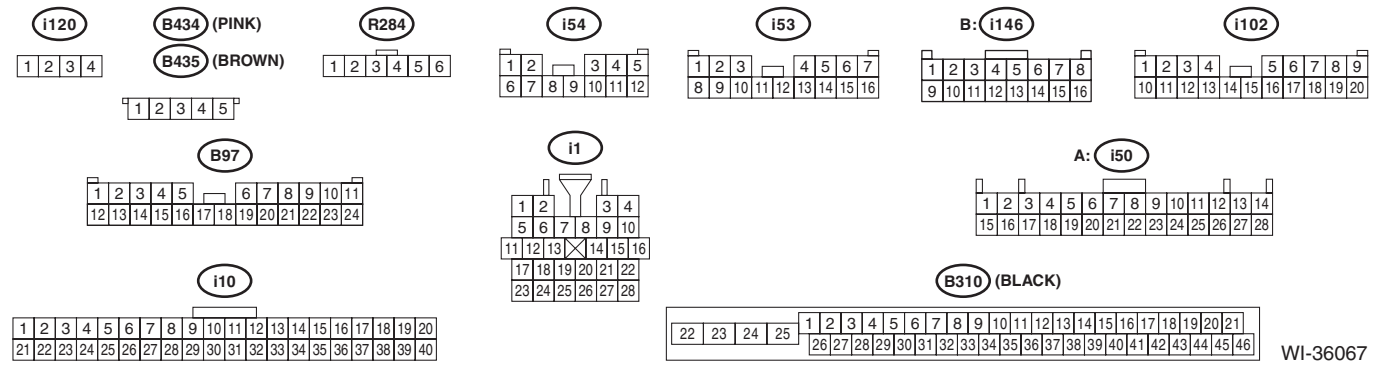 i120 B434 (PINK) R284 i54 i53 B: i146 i102
B435 (BROWN)
1 2 3 4
1 2 3 4 5 6
1 2 3 4 5
6 7 8 9 10 11 12
1 2 3 4 5 6 7
8 9 10 11 12 13 14 15 16
1 2 3 4 5 6 7 8
9 10 11 12 13 14 15 16
1 2 3 4 5 6 7 8 9
10 11 12 13 14 15 16 17 18 19 20
1 2 3 4 5
B97 i1 A: i50
1 2 3 4 5 6 7 8 9 10 11
12 13 14 15 16 17 18 19 20 21 22 23 24
1 2 3 4
5 6 7 8 9 10
11 12 13 14 15 16
17 18 19 20 21 22
23 24 25 26 27 28
1 2 3 4 5 6 7 8 9 10 11 12 13 14
15 16 17 18 19 20 21 22 23 24 25 26 27 28
i10 B310 (BLACK)
1 2 3 4 5 6 7 8 9 10 11 12 13 14 15 16 17 18 19 20
21 22 23 24 25 26 27 28 29 30 31 32 33 34 35 36 37 38 39 40
22 23 24 25
1 2 3 4 5 6 7 8 9 10 11 12 13 14 15 16 17 18 19 20 21
26 27 28 29 30 31 32 33 34 35 36 37 38 39 40 41 42 43 44 45 46
WI-36067